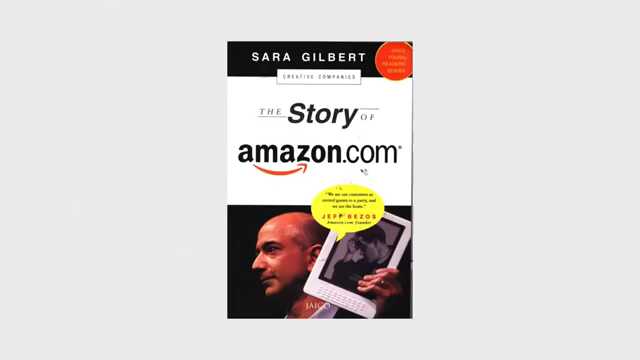 SARA GILBERT
JAICO
YOUNG
READERS
SERIES
CREATIVE COMPANIES
THE Story OF
amazon.com®
"We see our customers as
invited guests to a party, and
we are the hosts."
JEFF BEZOS
Amazon.com founder
JAICO